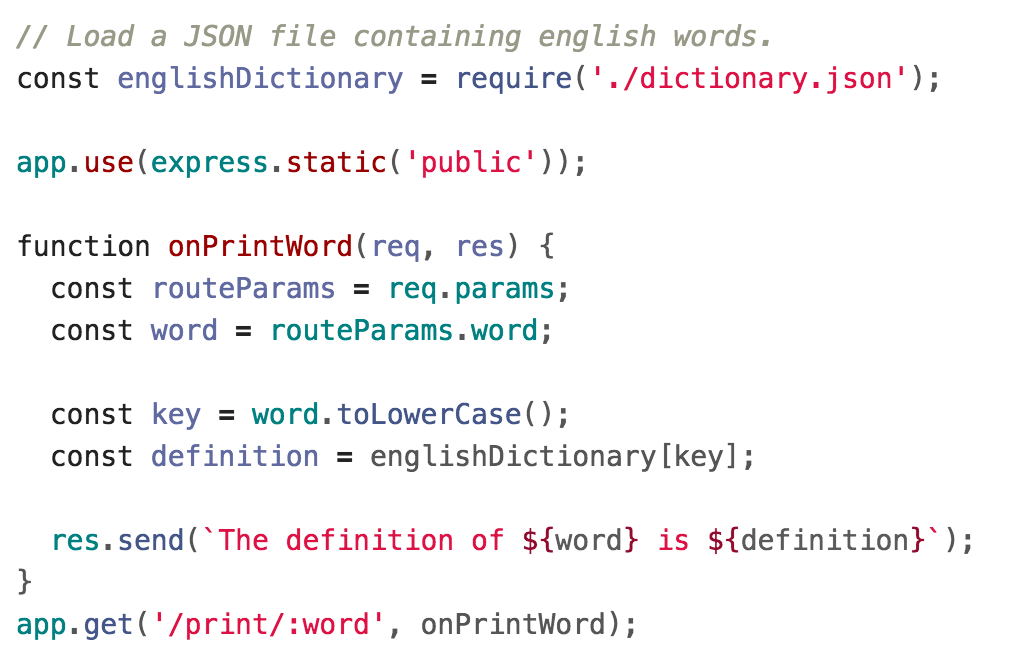 // Load a JSON file containing english words.
const englishDictionary = require('./dictionary.json');

app.use(express.static('public'));

function onPrintWord(req, res) {
  const routeParams = req.params;
  const word = routeParams.word;

  const key = word.toLowerCase();
  const definition = englishDictionary[key];

  res.send(`The definition of ${word} is ${definition}`);
}
app.get('/print/:word', onPrintWord);